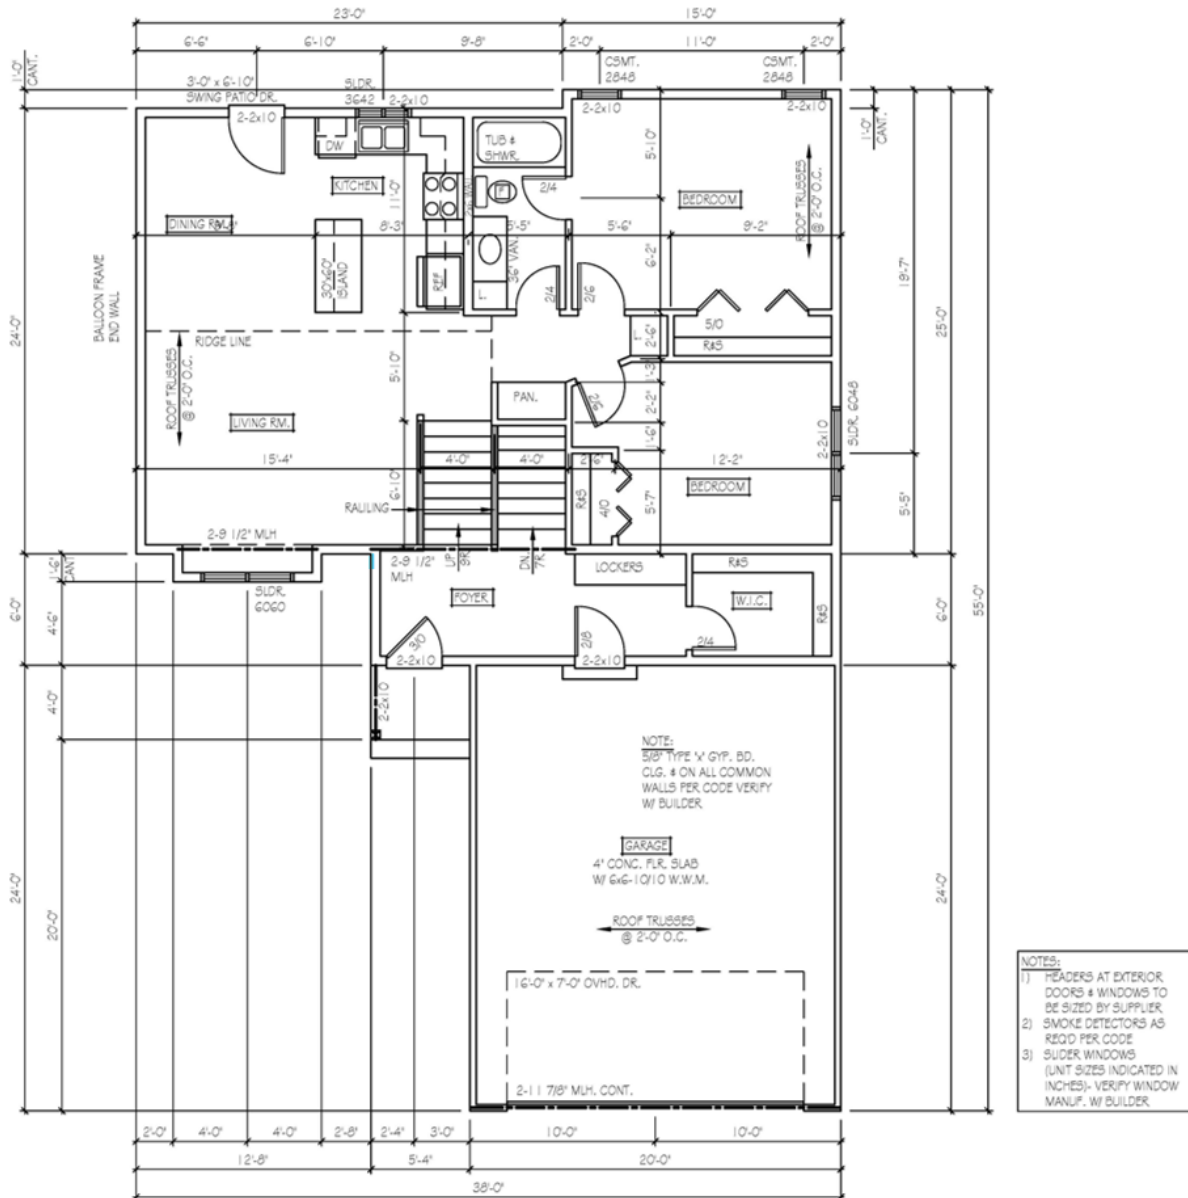 23'-0"
15'-0"
6'-6"
6'-10"
9'-8"
2'-0"
11'-0"
2'-0"
1'-0"
CANT.
3'-0" x 6'-10"
SWING PATIO DR.
SLDR.
3642
2-2x10
CSMT.
2848
CSMT.
2848
2-2x10
2-2x10
2-2x10
1'-0"
CANT.
DW
TUB &
SHWR.
5'-10"
KITCHEN
11'-0"
2x6 WALL
2/4
BEDROOM
ROOF TRUSSES
@ 2'-0" O.C.
DINING RM.
8'-3"
5'-5"
5'-6"
9'-2"
6'-2"
19'-7"
BALLOON FRAME
END WALL
30"x60"
ISLAND
REF
36" VAN.
L.
2/4
2/6
24'-0"
25'-0"
RIDGE LINE
5/0
R&S
L
2'-6"
1'-3"
ROOF TRUSSES
@ 2'-0" O.C.
5'-10"
PAN.
2/6
2'-2"
1'-6"
LIVING RM.
2-2x10
SLDR. 6048
15'-4"
4'-0"
4'-0"
2'-6"
12'-2"
6'-10"
RAILING
R&S
4/0
5'-7"
BEDROOM
5'-5"
2-9 1/2" MLH
UP
8R
DN.
7R.
2-9 1/2"
MLH
LOCKERS
R&S
1'-6"
CANT
SLDR.
6060
FOYER
W.I.C.
R&S
6'-0"
4'-6"
6'-0"
55'-0"
3/0
2/8
2/4
2-2x10
2-2x10
4'-0"
2-2x10
NOTE:
5/8" TYPE 'X' GYP. BD.
CLG. & ON ALL COMMON
WALLS PER CODE VERIFY
W/ BUILDER
GARAGE
4" CONC. FLR. SLAB
W/ 6x6-10/10 W.W.M.
24'-0"
20'-0"
24'-0"
ROOF TRUSSES
@ 2'-0" O.C.
16'-0" x 7'-0" OVHD. DR.
2-11 7/8" MLH. CONT.
NOTES:
1) HEADERS AT EXTERIOR
DOORS & WINDOWS TO
BE SIZED BY SUPPLIER
2) SMOKE DETECTORS AS
REQ'D PER CODE
3) SLIDER WINDOWS
(UNIT SIZES INDICATED IN
INCHES)- VERIFY WINDOW
MANUF. W/ BUILDER
2'-0"
4'-0"
4'-0"
2'-8"
2'-4"
3'-0"
10'-0"
10'-0"
12'-8"
5'-4"
20'-0"
38'-0"